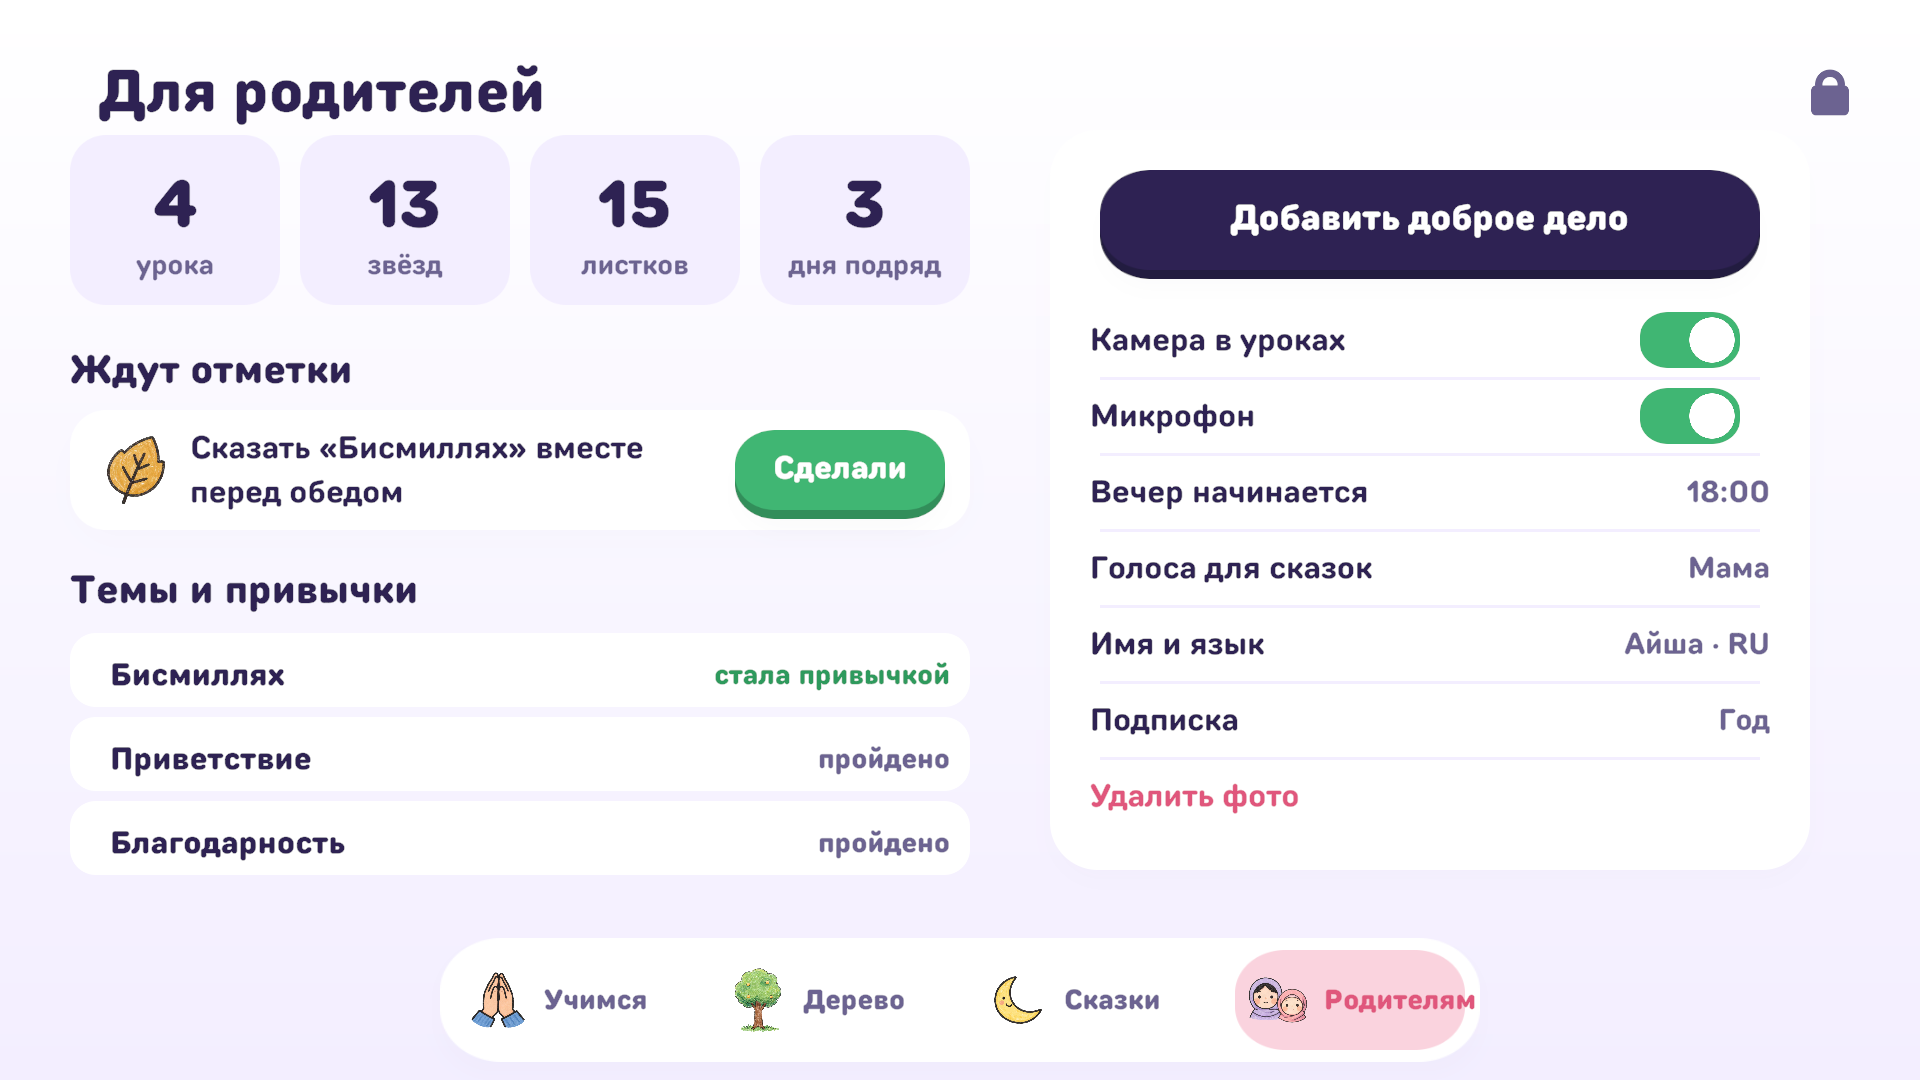 Для родителей
4
урока
13
звёзд
15
листков
3
дня подряд
Ждут отметки
Сказать «Бисмиллях» вместе
перед обедом
Сделали
Темы и привычки
Бисмиллях
стала привычкой
Приветствие
пройдено
Благодарность
пройдено
Добавить доброе дело
Камера в уроках
Микрофон
Вечер начинается
18:00
Голоса для сказок
Мама
Имя и язык
Айша · RU
Подписка
Год
Удалить фото
Учимся
Дерево
Сказки
Родителям